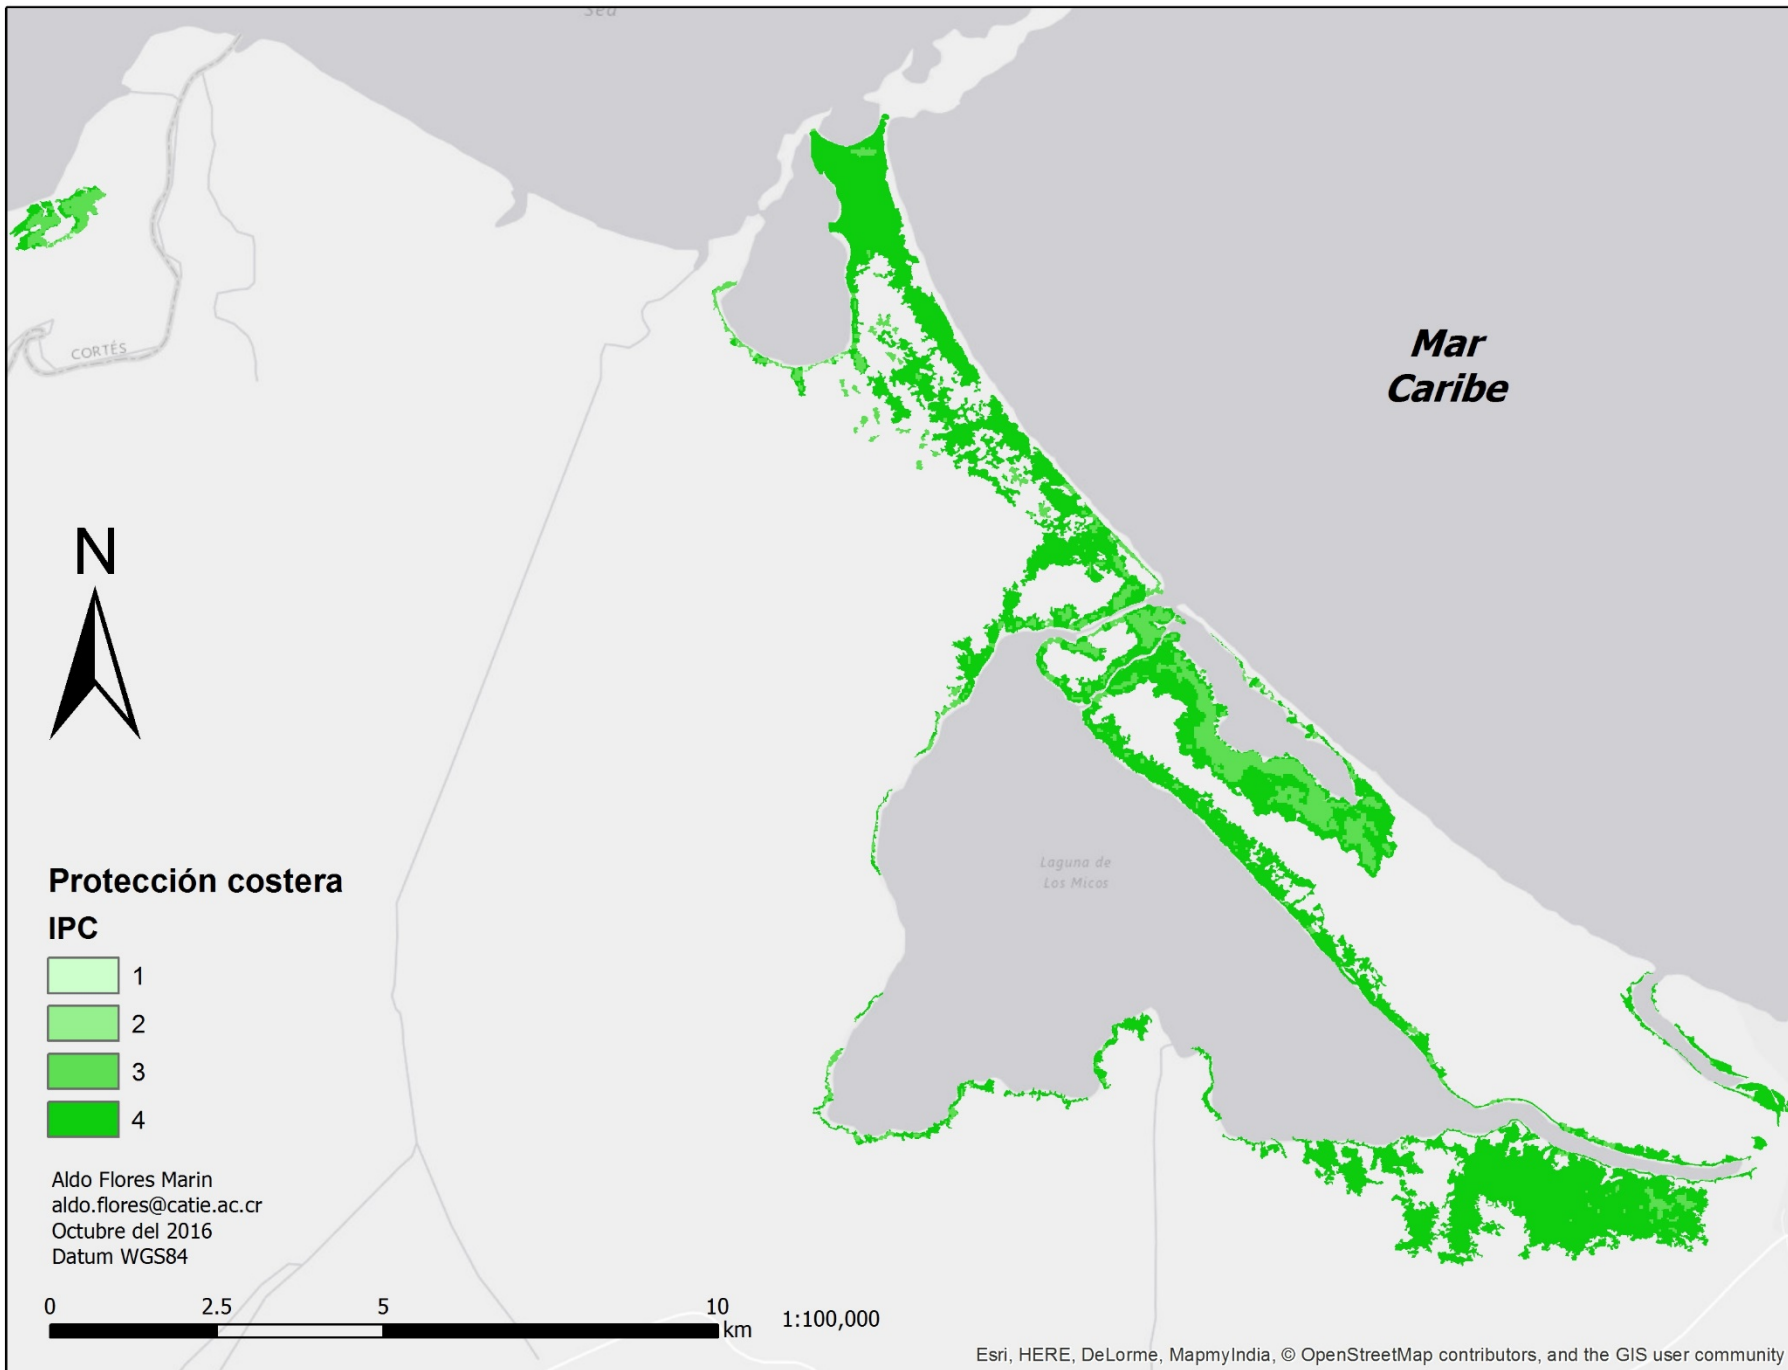 Sea
Mar
Caribe
CORTÉS
N
Laguna de
Los Micos
Protección costera
IPC
1
2
3
4
Aldo Flores Marin
aldo.flores@catie.ac.cr
Octubre del 2016
Datum WGS84
0 2.5 5 10
km
1:100,000
Esri, HERE, DeLorme, MapmyIndia, © OpenStreetMap contributors, and the GIS user community